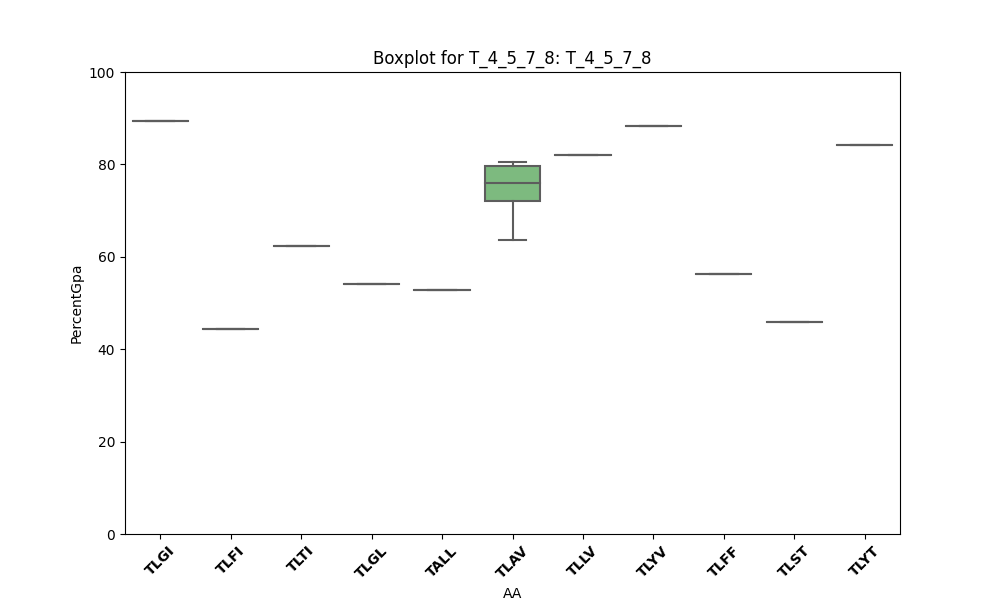 Boxplot for T_4_5_7_8: T_4_5_7_8
100
80
60
40
20
0
PercentGpa
TLGI TLFI TLTI TLGL TALL TLAV TLLV TLYV TLFF TLST TLYT
AA